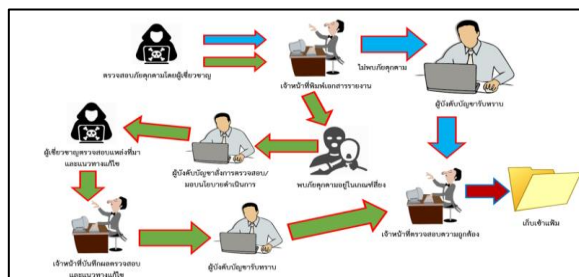 ตรวจสอบภัยคุกคามโดยผู้เชี่ยวชาญ
เจ้าหน้าที่พิมพ์เอกสารรายงาน
ไม่พบภัยคุกคาม
ผู้บังคับบัญชารับทราบ
ผู้เชี่ยวชาญตรวจสอบแหล่งที่มา
และแนวทางแก้ไข
ผู้บังคับบัญชาสั่งการตรวจสอบ/
มอบนโยบายดำเนินการ
พบภัยคุกคามอยู่ในเกณฑ์เสี่ยง
เจ้าหน้าที่ตรวจสอบความถูกต้อง
เก็บเข้าแฟ้ม
เจ้าหน้าที่บันทึกผลตรวจสอบ
และแนวทางแก้ไข
ผู้บังคับบัญชารับทราบ